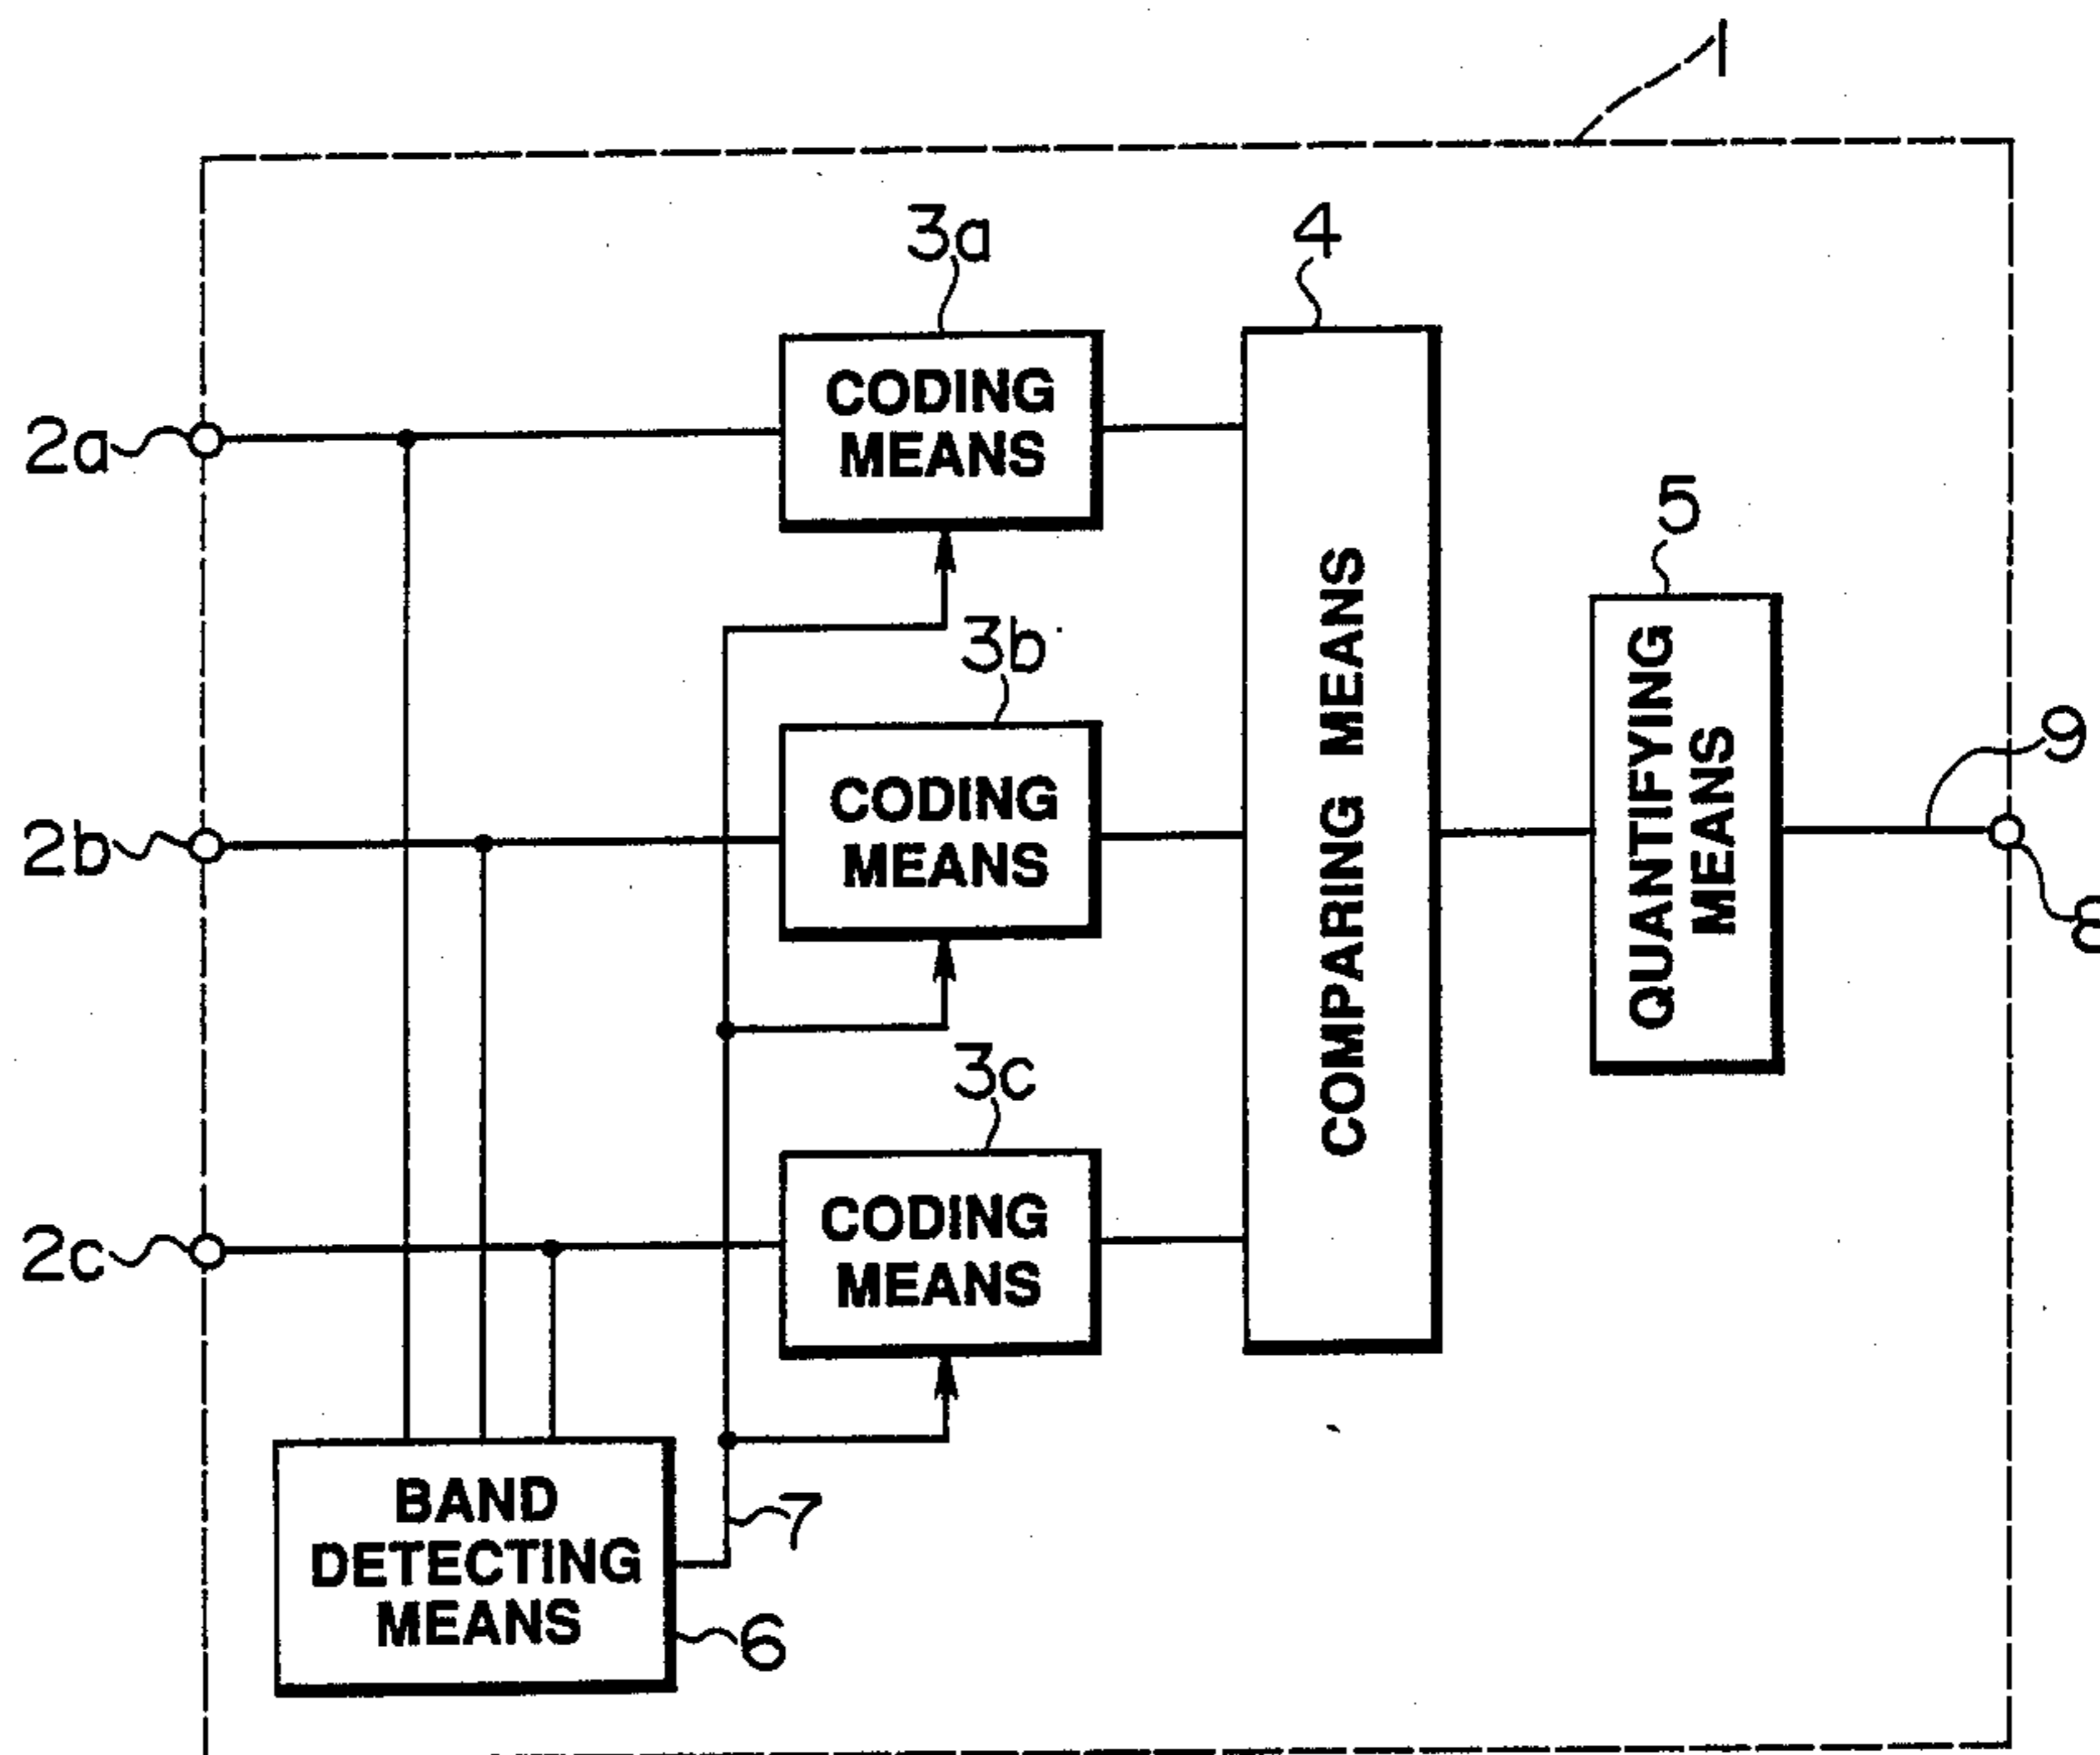 1
3a
4
CODING
MEANS
2a
5
3b
COMPARING MEANS
QUANTIFYING
MEANS
9
CODING
MEANS
2b
8
3c
CODING
MEANS
2c
BAND
DETECTING
MEANS
7
6